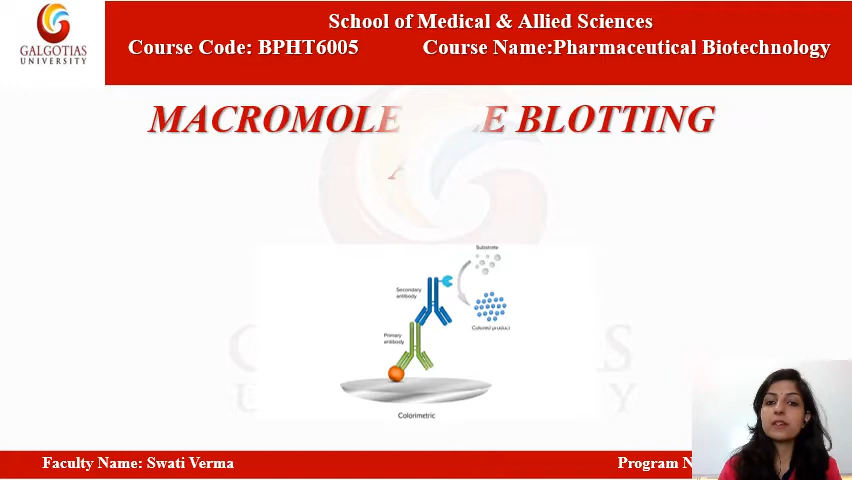 School of Medical & Allied Sciences
GALGOTIAS
UNIVERSITY
Course Code: BPHT6005
Course Name:Pharmaceutical Biotechnology
BLOTTING
Substrate
Secondary
antibody
Colored product
Primary
antibody
Colorimetric
Faculty Name: Swati Verma
Program